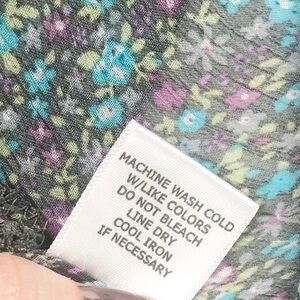 MACHINE WASH COLD
W/LIKE COLORS
DO NOT BLEACH
LINE DRY
COOL IRON
IF NECESSARY